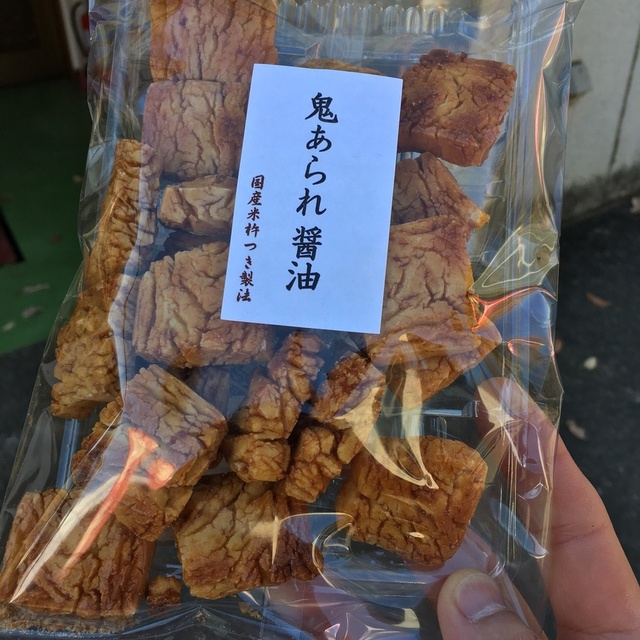 鬼あられ 醤油
国産米杵つき製法